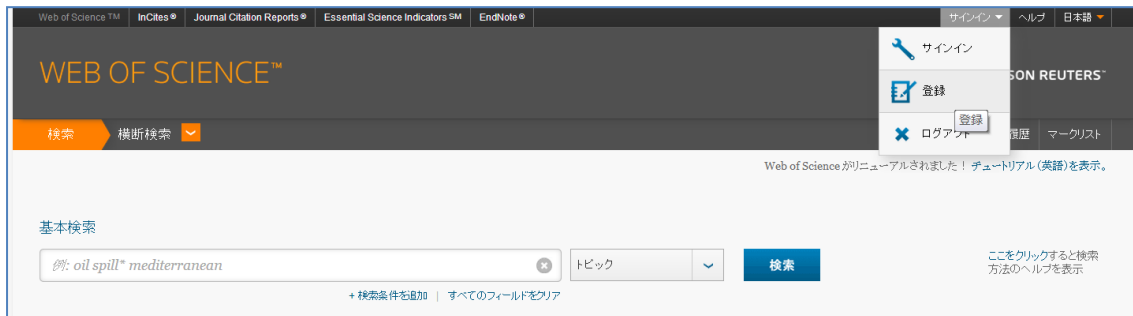 Web of Science™ InCites® Journal Citation Reports® Essential Science Indicators SM EndNote® サインイン ヘルプ 日本語
サインイン
WEB OF SCIENCE™
SON REUTERS™
登録
登録
検索 横断検索 ログアウト 履歴 マークリスト
Web of Science がリニューアルされました! チュートリアル(英語)を表示。
基本検索
例: oil spill* mediterranean トピック 検索
ここをクリックすると検索
方法のヘルプを表示
+ 検索条件を追加 | すべてのフィールドをクリア